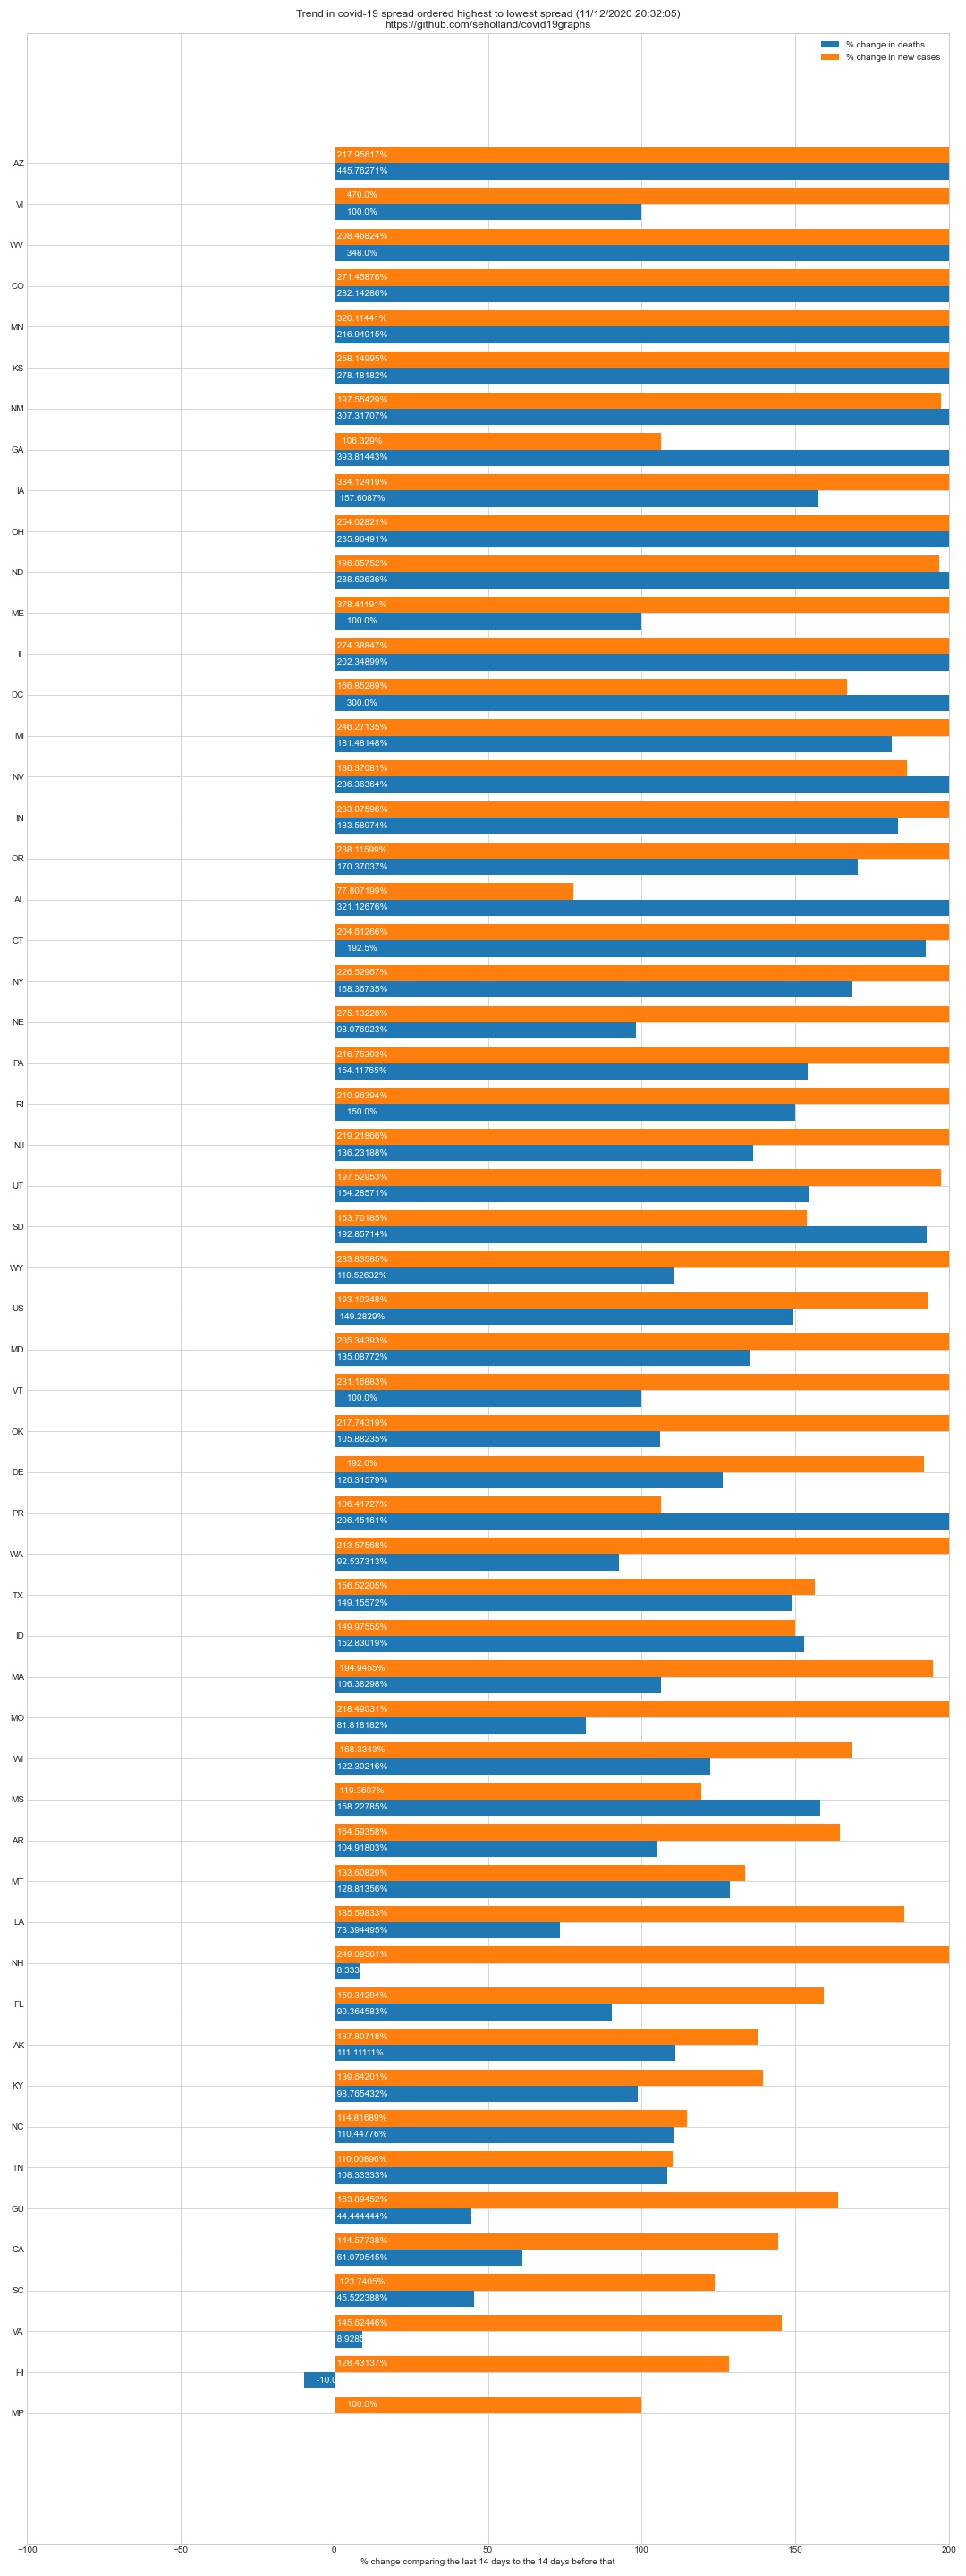 Trend in covid-19 spread ordered highest to lowest spread (11/12/2020 20:32:05)
https://github.com/seholland/covid19graphs
% change in deaths
% change in new cases
217.95617%
AZ
445.76271%
470.0%
VI
100.0%
208.46824%
WV
348.0%
271.45876%
CO
282.14286%
320.11441%
MN
216.94915%
258.14995%
KS
278.18182%
197.55429%
NM
307.31707%
106.329%
GA
393.81443%
334.12419%
IA
157.6087%
254.02821%
OH
235.96491%
196.85752%
ND
288.63636%
378.41191%
ME
100.0%
274.38847%
IL
202.34899%
166.85289%
DC
300.0%
246.27135%
MI
181.48148%
186.37081%
NV
236.36364%
233.07596%
IN
183.58974%
238.11599%
OR
170.37037%
77.807199%
AL
321.12676%
204.61266%
CT
192.5%
226.52967%
NY
168.36735%
275.13228%
NE
98.076923%
216.75393%
PA
154.11765%
210.96394%
RI
150.0%
219.21866%
NJ
136.23188%
197.52953%
UT
154.28571%
153.70185%
SD
192.85714%
233.83585%
WY
110.52632%
193.10248%
US
149.2829%
205.34393%
MD
135.08772%
231.16883%
VT
100.0%
217.74319%
OK
105.88235%
192.0%
DE
126.31579%
106.41727%
PR
206.45161%
213.57568%
WA
92.537313%
156.52205%
TX
149.15572%
149.97555%
ID
152.83019%
194.9455%
MA
106.38298%
218.49031%
MO
81.818182%
168.3343%
WI
122.30216%
119.3607%
MS
158.22785%
164.59358%
AR
104.91803%
133.60829%
MT
128.81356%
185.59833%
LA
73.394495%
249.09561%
NH
8.333
159.34294%
FL
90.364583%
137.80718%
AK
111.11111%
139.64201%
KY
98.765432%
114.81689%
NC
110.44776%
110.00896%
TN
108.33333%
163.89452%
GU
44.444444%
144.57738%
CA
61.079545%
123.7405%
SC
45.522388%
145.62446%
VA
8.9285
128.43137%
HI
-10.0
100.0%
MP
−100 −50 0 50 100 150 200
% change comparing the last 14 days to the 14 days before that